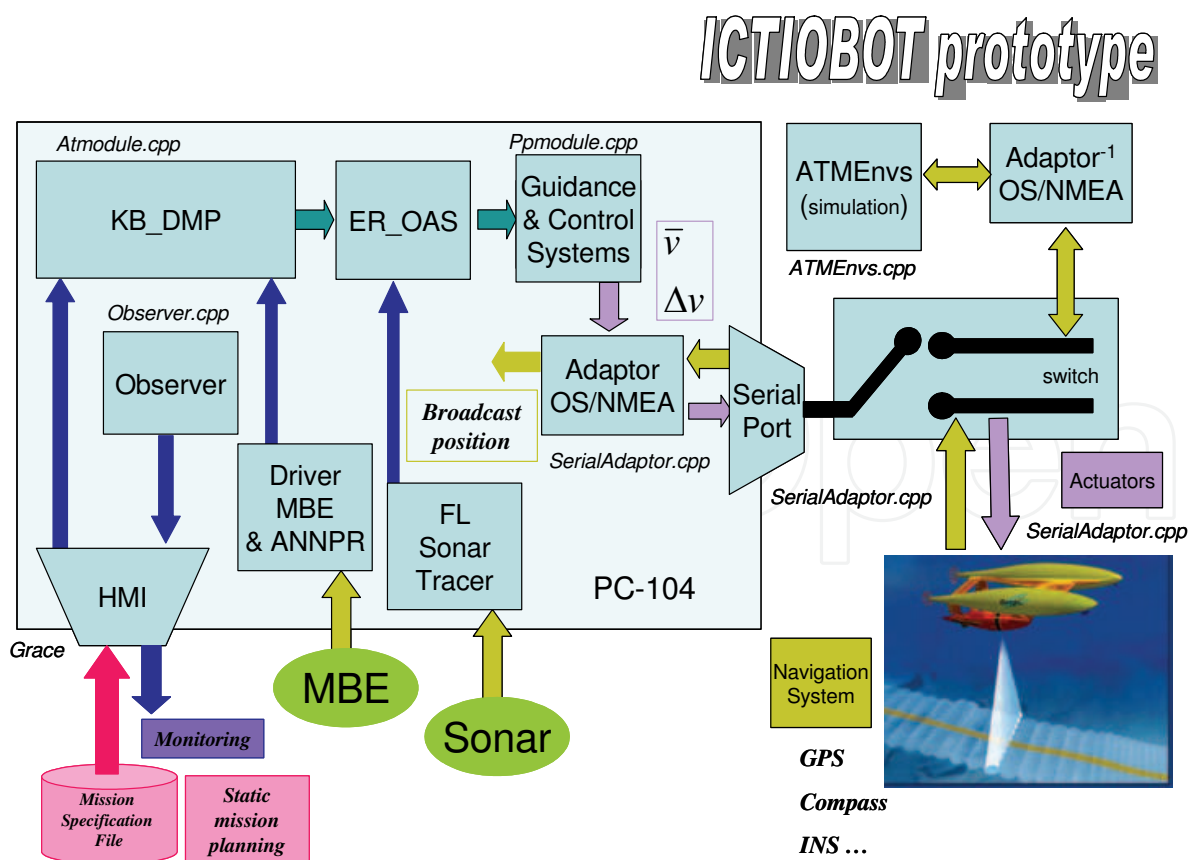 ICTIOBOT prototype
Atmodule.cpp
Ppmodule.cpp
KB_DMP
ER_OAS
Guidance
& Control
Systems
v̅
Δv
ATMEnvs
(simulation)
Adaptor⁻¹
OS/NMEA
ATMEnvs.cpp
Observer.cpp
Observer
Adaptor
OS/NMEA
Broadcast
position
SerialAdaptor.cpp
Serial
Port
switch
SerialAdaptor.cpp
Actuators
SerialAdaptor.cpp
Driver
MBE
& ANNPR
FL
Sonar
Tracer
PC-104
HMI
Grace
MBE
Sonar
Monitoring
Mission
Specification
File
Static
mission
planning
Navigation
System
GPS
Compass
INS …
open